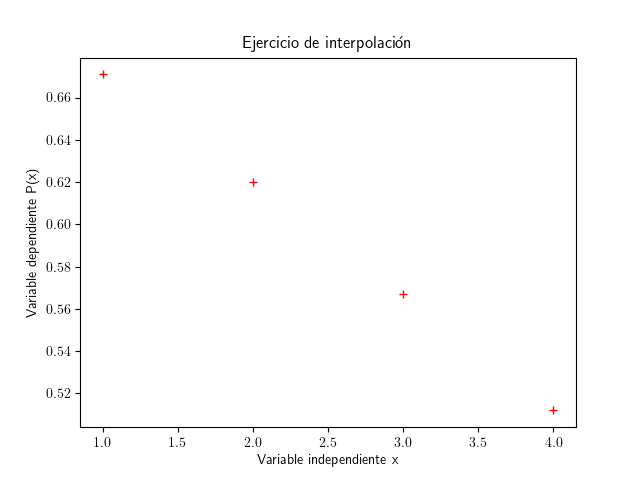 Ejercicio de interpolación
Variable dependiente P(x)
0.66
0.64
0.62
0.60
0.58
0.56
0.54
0.52
1.0 1.5 2.0 2.5 3.0 3.5 4.0
Variable independiente x